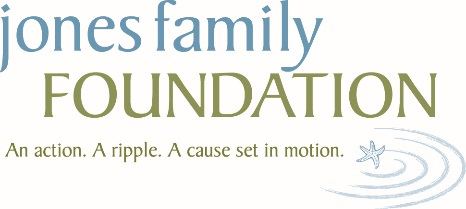 jones family
FOUNDATION
An action. A ripple. A cause set in motion.